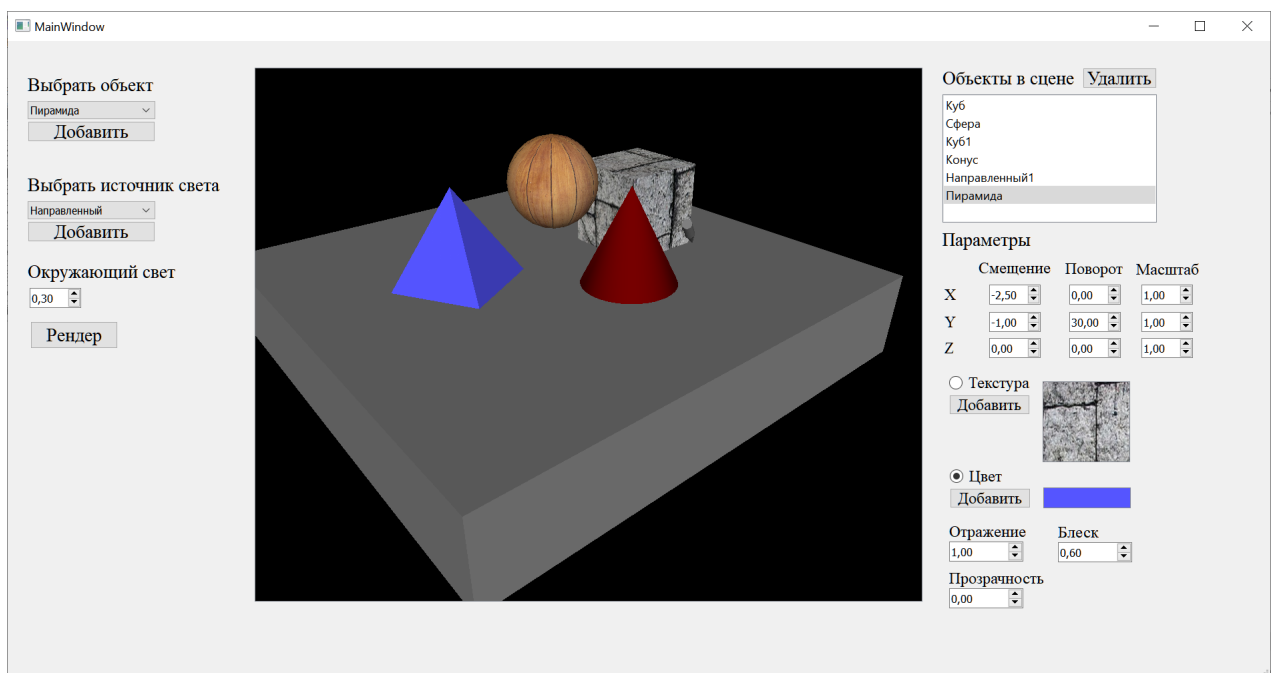 MainWindow
Выбрать объект
Пирамида
Добавить
Выбрать источник света
Направленный
Добавить
Окружающий свет
0,30
Рендер
Объекты в сцене Удалить
Куб
Сфера
Куб1
Конус
Направленный1
Пирамида
Параметры
Смещение Поворот Масштаб
X -2,50 0,00 1,00
Y -1,00 30,00 1,00
Z 0,00 0,00 1,00
Текстура
Добавить
Цвет
Добавить
Отражение Блеск
1,00 0,60
Прозрачность
0,00